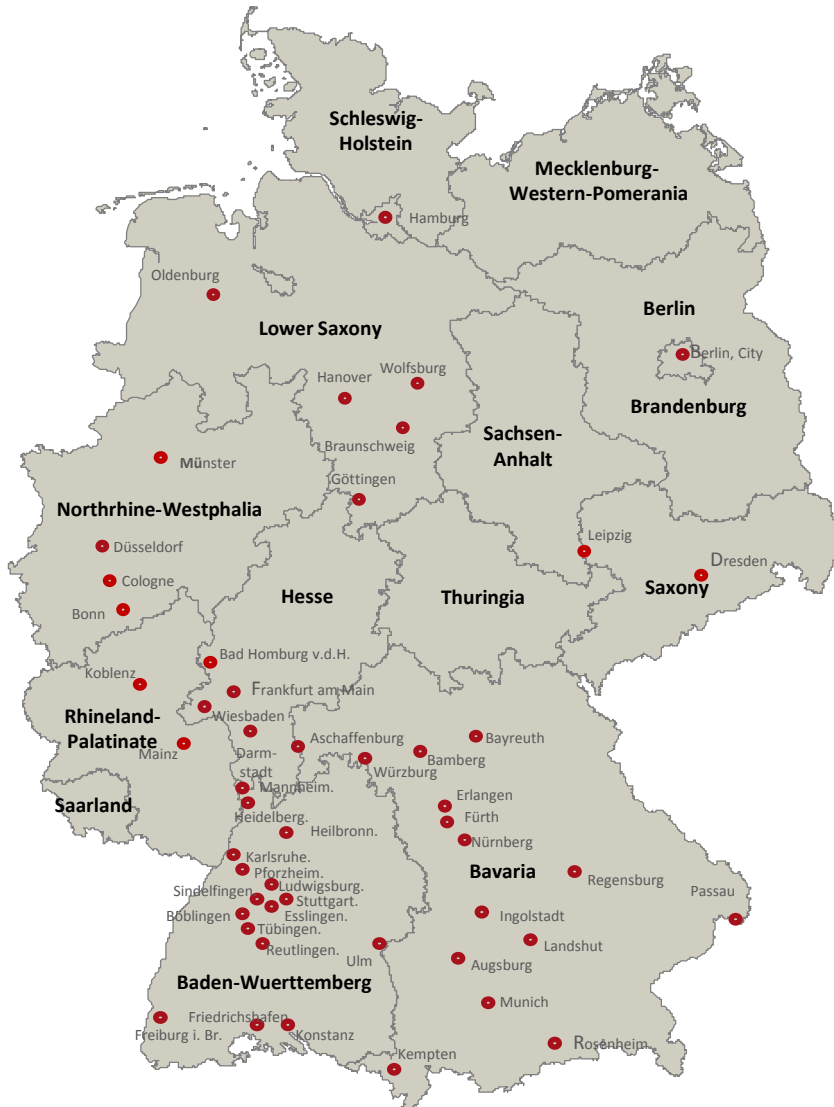 Schleswig-
Holstein
Mecklenburg-
Western-Pomerania
Hamburg
Oldenburg
Lower Saxony
Berlin
Berlin, City
Wolfsburg
Hanover
Brandenburg
Braunschweig
Sachsen-
Anhalt
Münster
Göttingen
Northrhine-Westphalia
Leipzig
Düsseldorf
Dresden
Cologne
Saxony
Hesse
Thuringia
Bonn
Bad Homburg v.d.H.
Koblenz
Frankfurt am Main
Rhineland-
Palatinate
Wiesbaden
Mainz
Darm-
stadt
Aschaffenburg
Würzburg
Bamberg
Bayreuth
Mannheim.
Saarland
Heidelberg.
Erlangen
Fürth
Heilbronn.
Nürnberg
Karlsruhe.
Pforzheim.
Bavaria
Regensburg
Ludwigsburg.
Sindelfingen
Stuttgart.
Passau
Böblingen
Esslingen.
Ingolstadt
Tübingen.
Reutlingen.
Ulm
Landshut
Augsburg
Baden-Wuerttemberg
Munich
Friedrichshafen
Freiburg i. Br.
Konstanz
Kempten
Rosenheim